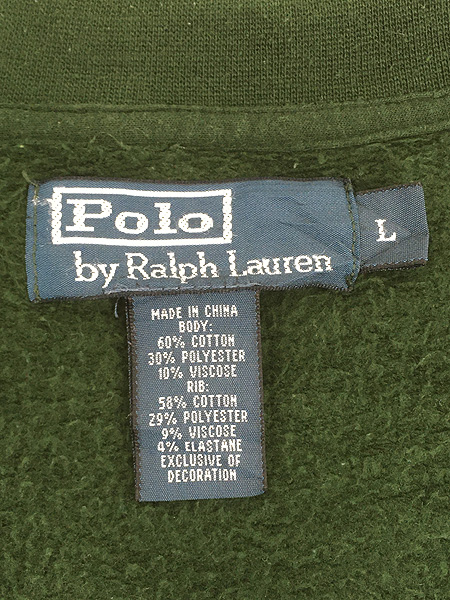 Polo
by Ralph Lauren
L
MADE IN CHINA
BODY:
60% COTTON
30% POLYESTER
10% VISCOSE
RIB:
58% COTTON
29% POLYESTER
9% VISCOSE
4% ELASTANE
EXCLUSIVE OF
DECORATION